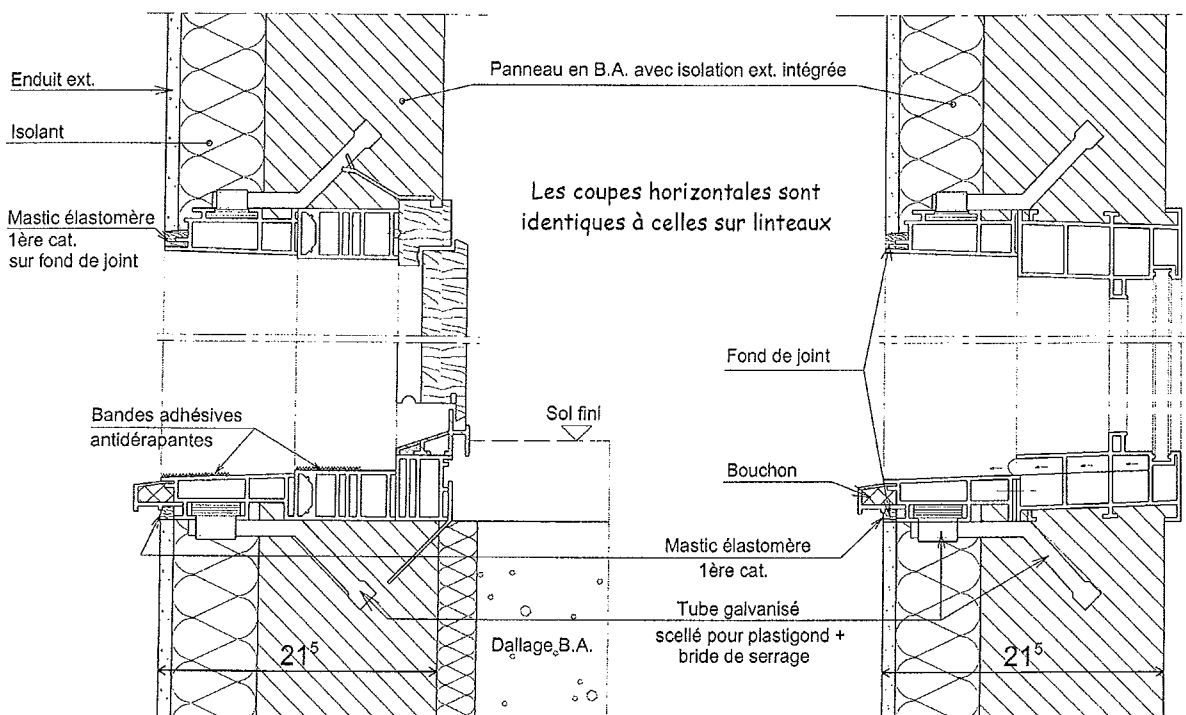 Enduit ext.
Isolant
Mastic élastomère
1ère cat.
sur fond de joint
Panneau en B.A. avec isolation ext. intégrée
Les coupes horizontales sont
identiques à celles sur linteaux
Fond de joint
Bandes adhésives
antidérapantes
Sol fini
Bouchon
Mastic élastomère
1ère cat.
Tube galvanisé
scellé pour plastigond +
bride de serrage
Dallage B.A.
21⁵
21⁵